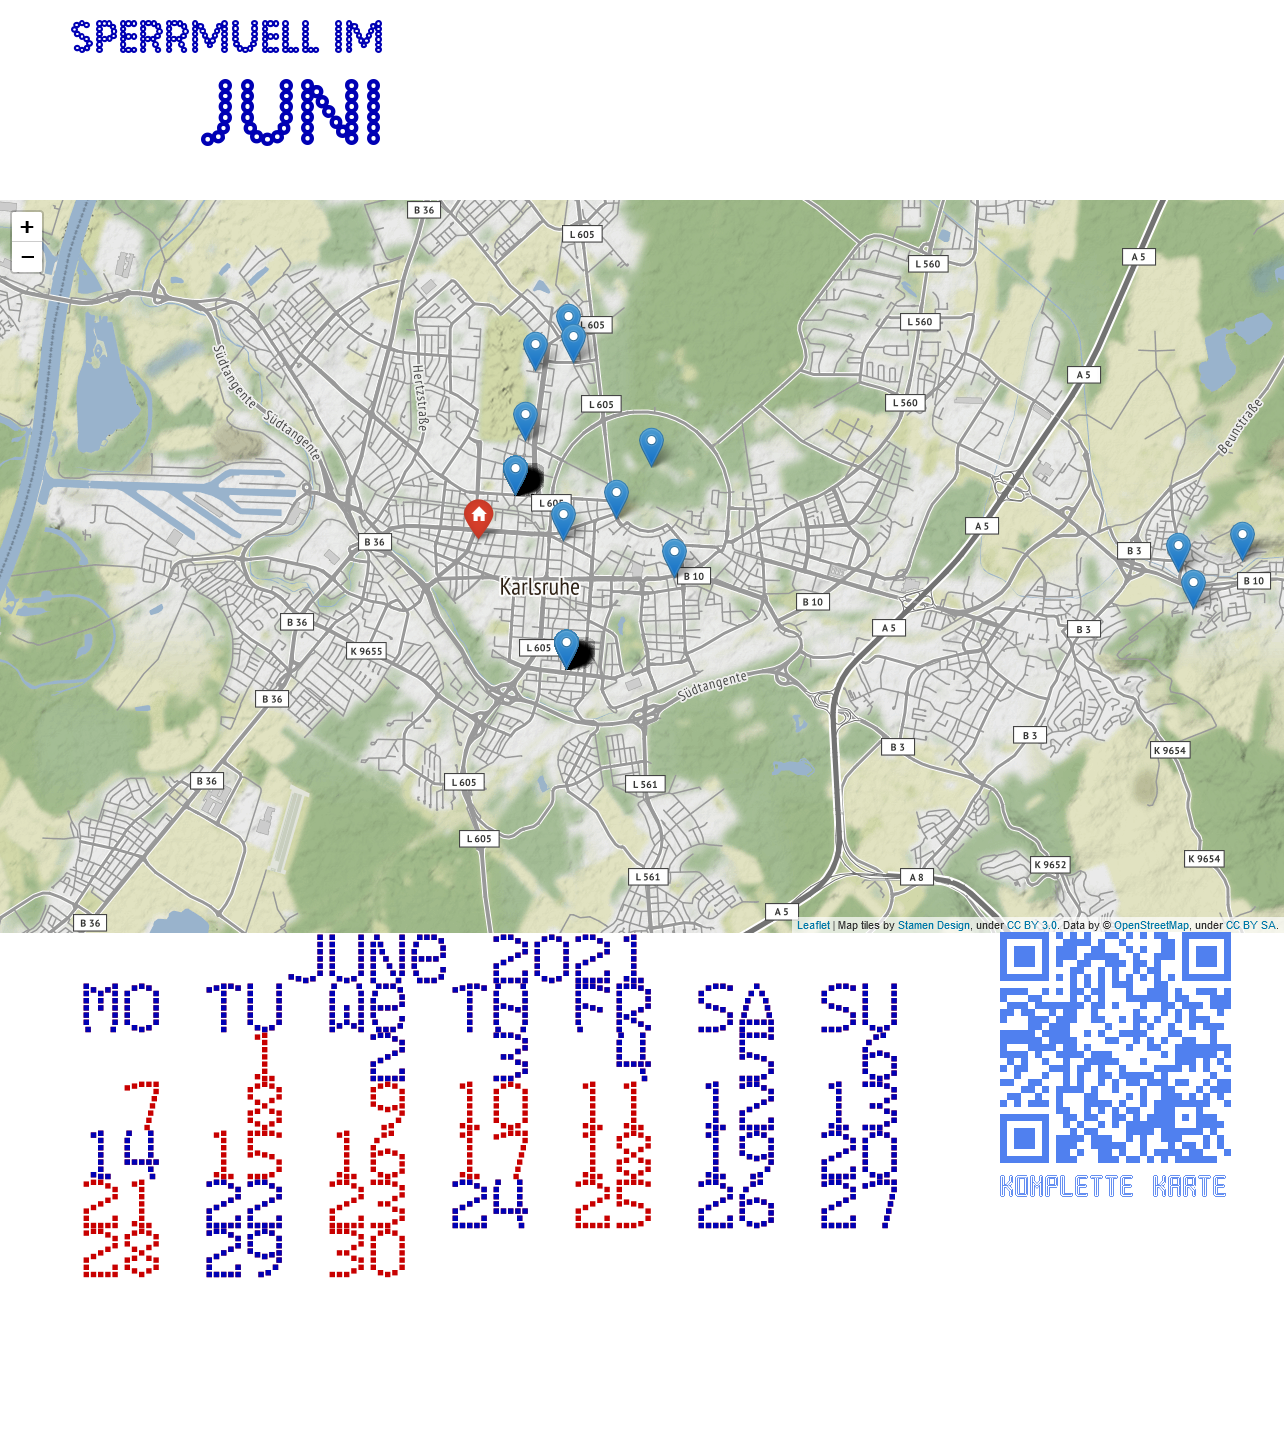 SPERRMUELL IM
JUNI
+
−
B 36
L 605
A 5
L 560
L 560
L 605
Südtangente
Hertzstraße
A 5
L 605
L 560
Südtangente
Beunstraße
L 605
A 5
B 36
B 3
Karlsruhe
B 10
B 10
B 10
B 36
A 5
B 3
K 9655
L 605
Südtangente
B 36
B 3
B 3
K 9654
B 36
L 605
L 561
L 605
K 9652
K 9654
L 561
A 8
A 5
B 36
Leaflet | Map tiles by Stamen Design, under CC BY 3.0. Data by © OpenStreetMap, under CC BY SA.
June 2021
MO TU We TD FR SA SU
1 2 3 4 5 6
7 8 9 10 11 12 13
14 15 16 17 18 19 20
21 22 23 24 25 26 27
28 29 30
KOMPLETTE KARTE